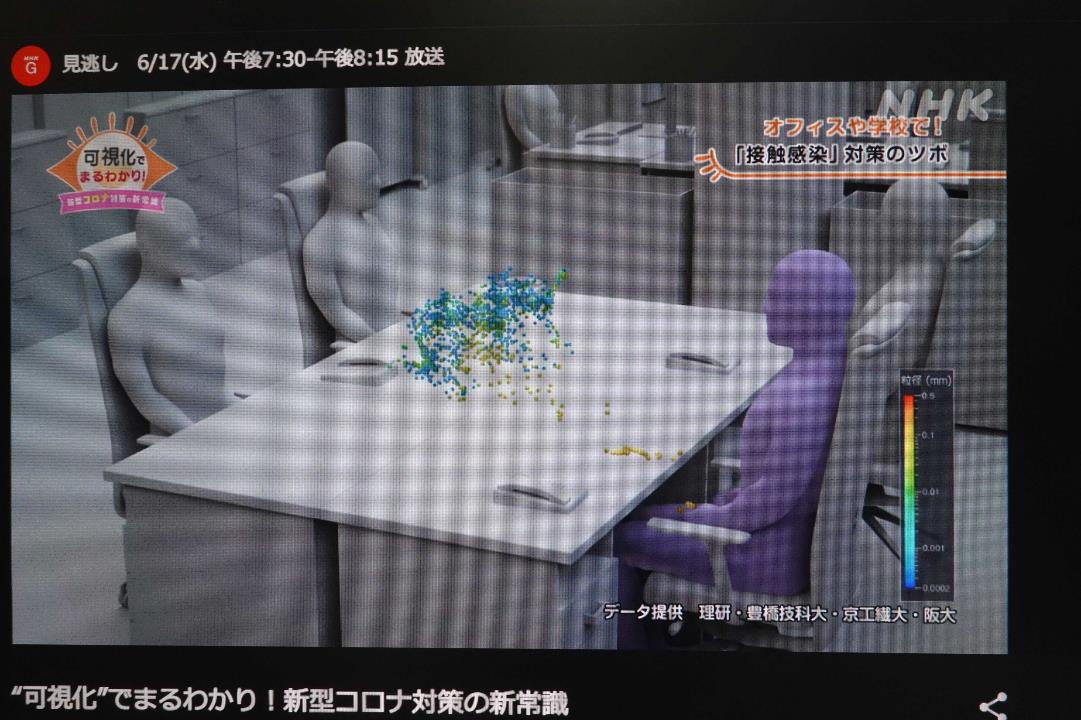 NHK
G
見逃し 6/17(水) 午後7:30-午後8:15 放送
NHK
可視化で
まるわかり!
新型コロナ対策の新常識
オフィスや学校で!
「接触感染」対策のツボ
粒径 (mm)
0.5
0.1
0.01
0.001
0.0002
データ提供 理研・豊橋技科大・京工繊大・阪大
“可視化”でまるわかり!新型コロナ対策の新常識